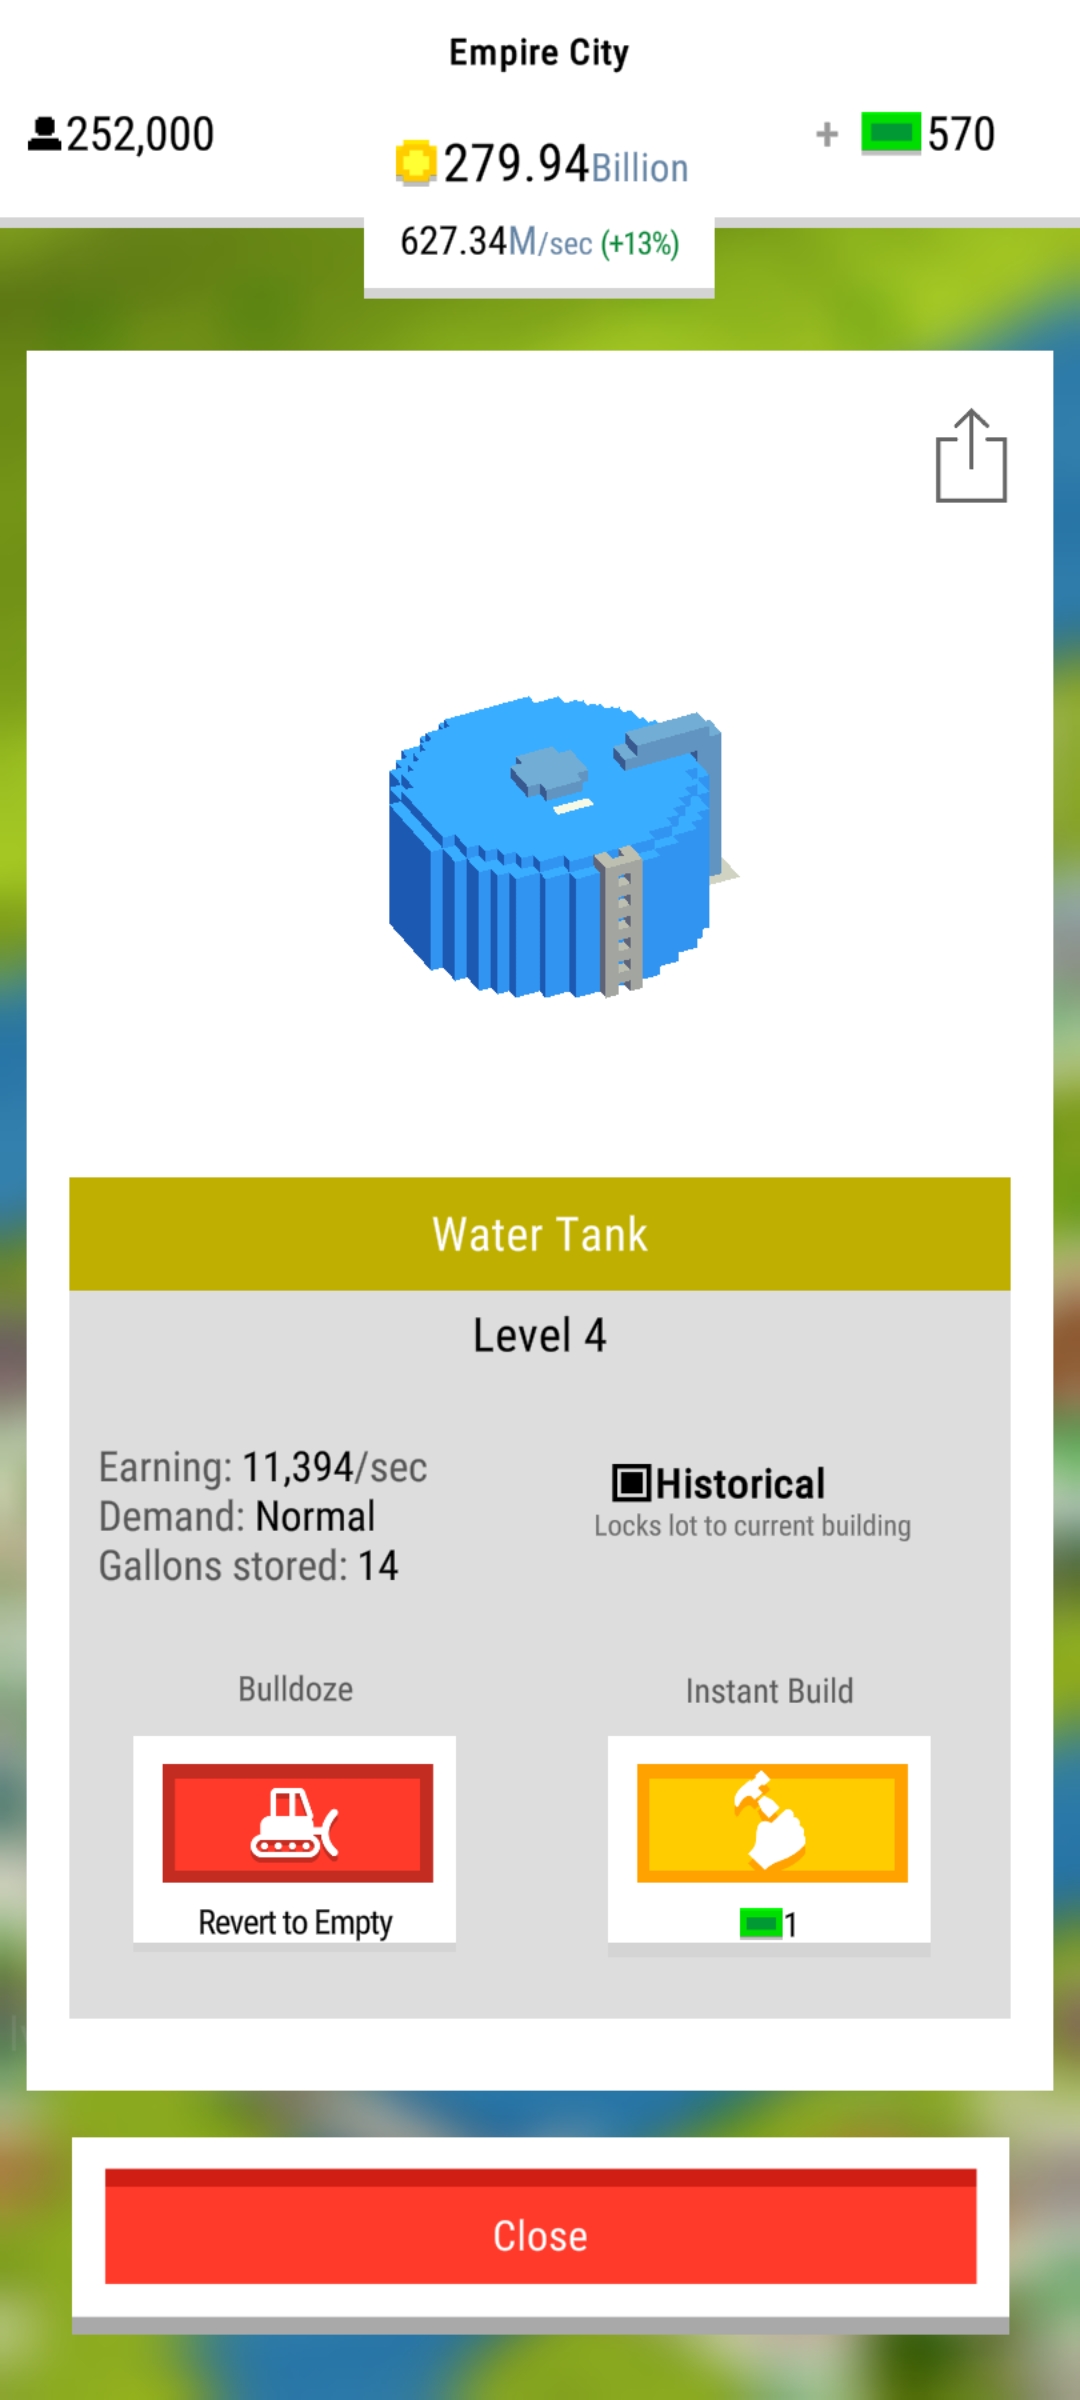 Empire City
252,000
279.94Billion
+ 570
627.34M/sec (+13%)
Water Tank
Level 4
Earning: 11,394/sec
Demand: Normal
Gallons stored: 14
Historical
Locks lot to current building
Bulldoze
Instant Build
Revert to Empty
1
Close